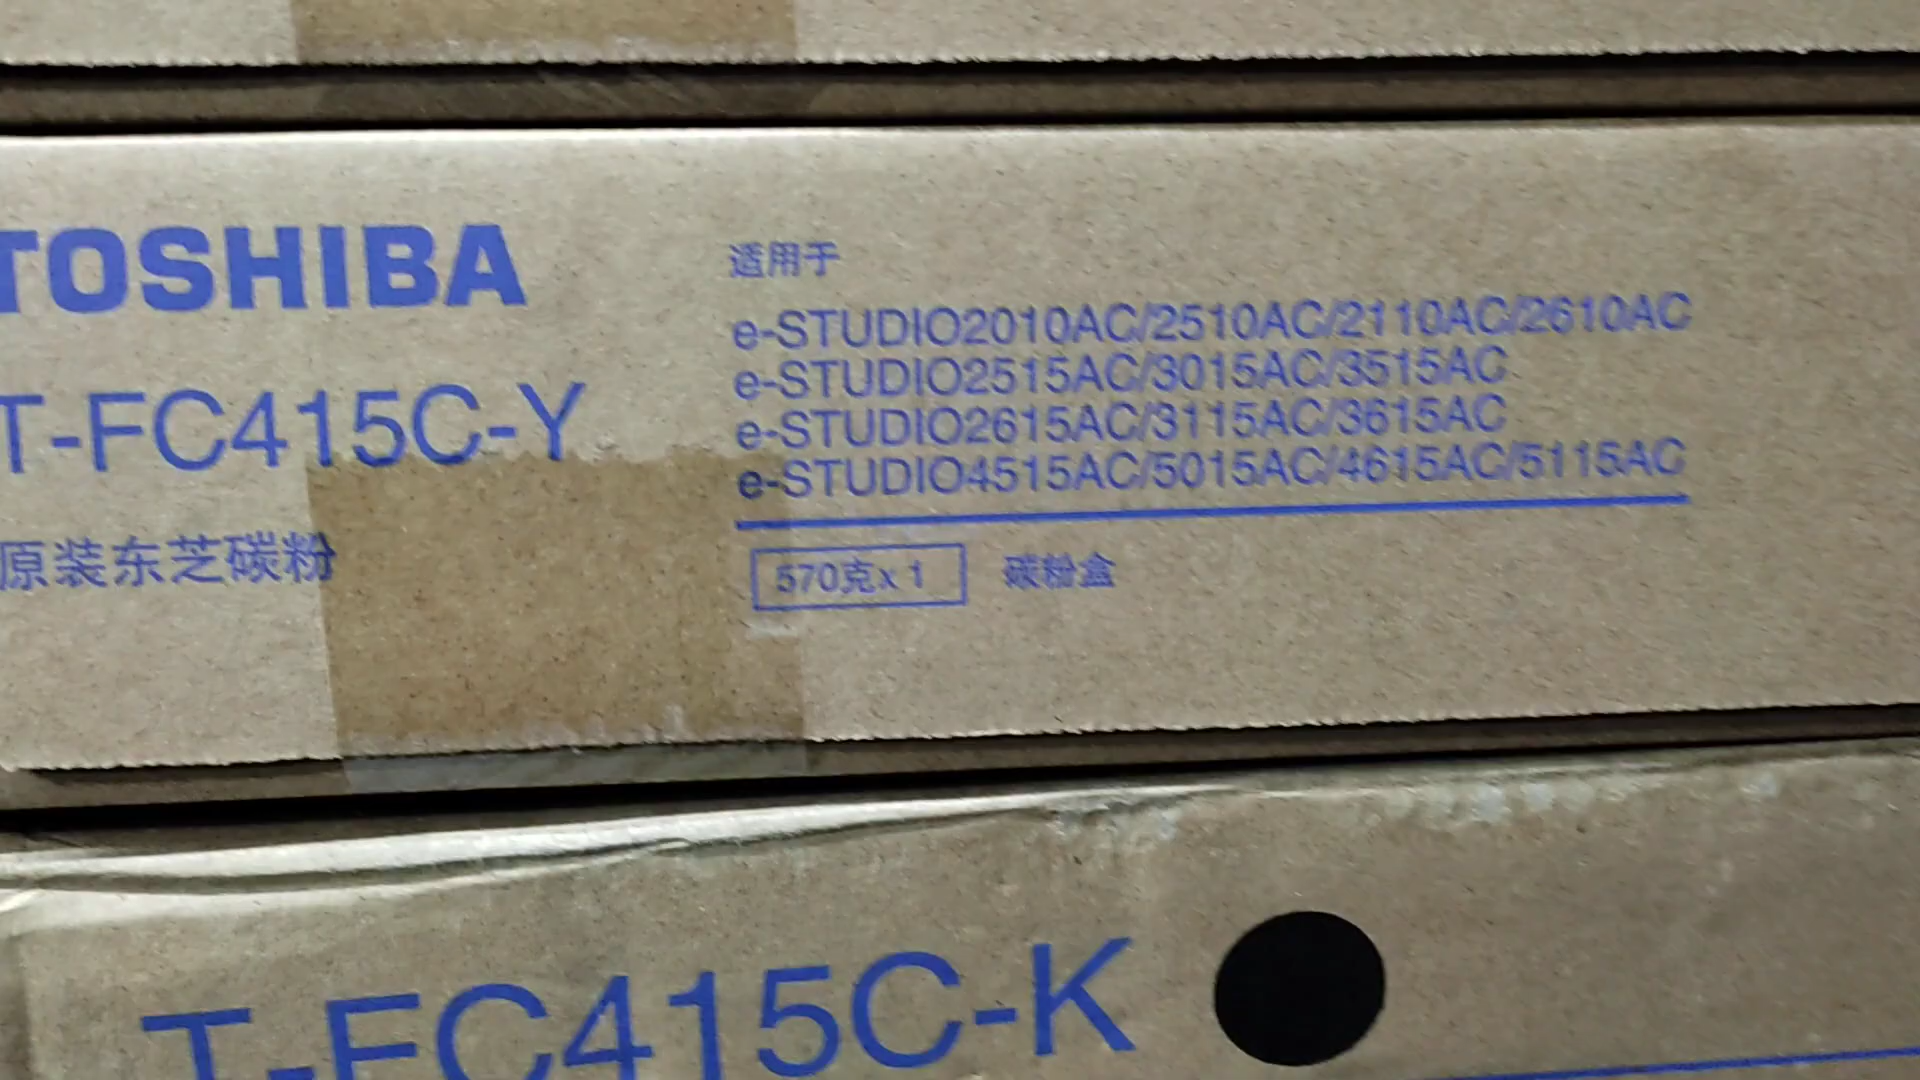 TOSHIBA
T-FC415C-Y
原装东芝碳粉
适用于
e-STUDIO2010AC/2510AC/2110AC/2610AC
e-STUDIO2515AC/3015AC/3515AC
e-STUDIO2615AC/3115AC/3615AC
e-STUDIO4515AC/5015AC/4615AC/5115AC
570克x 1 碳粉盒
T-FC415C-K